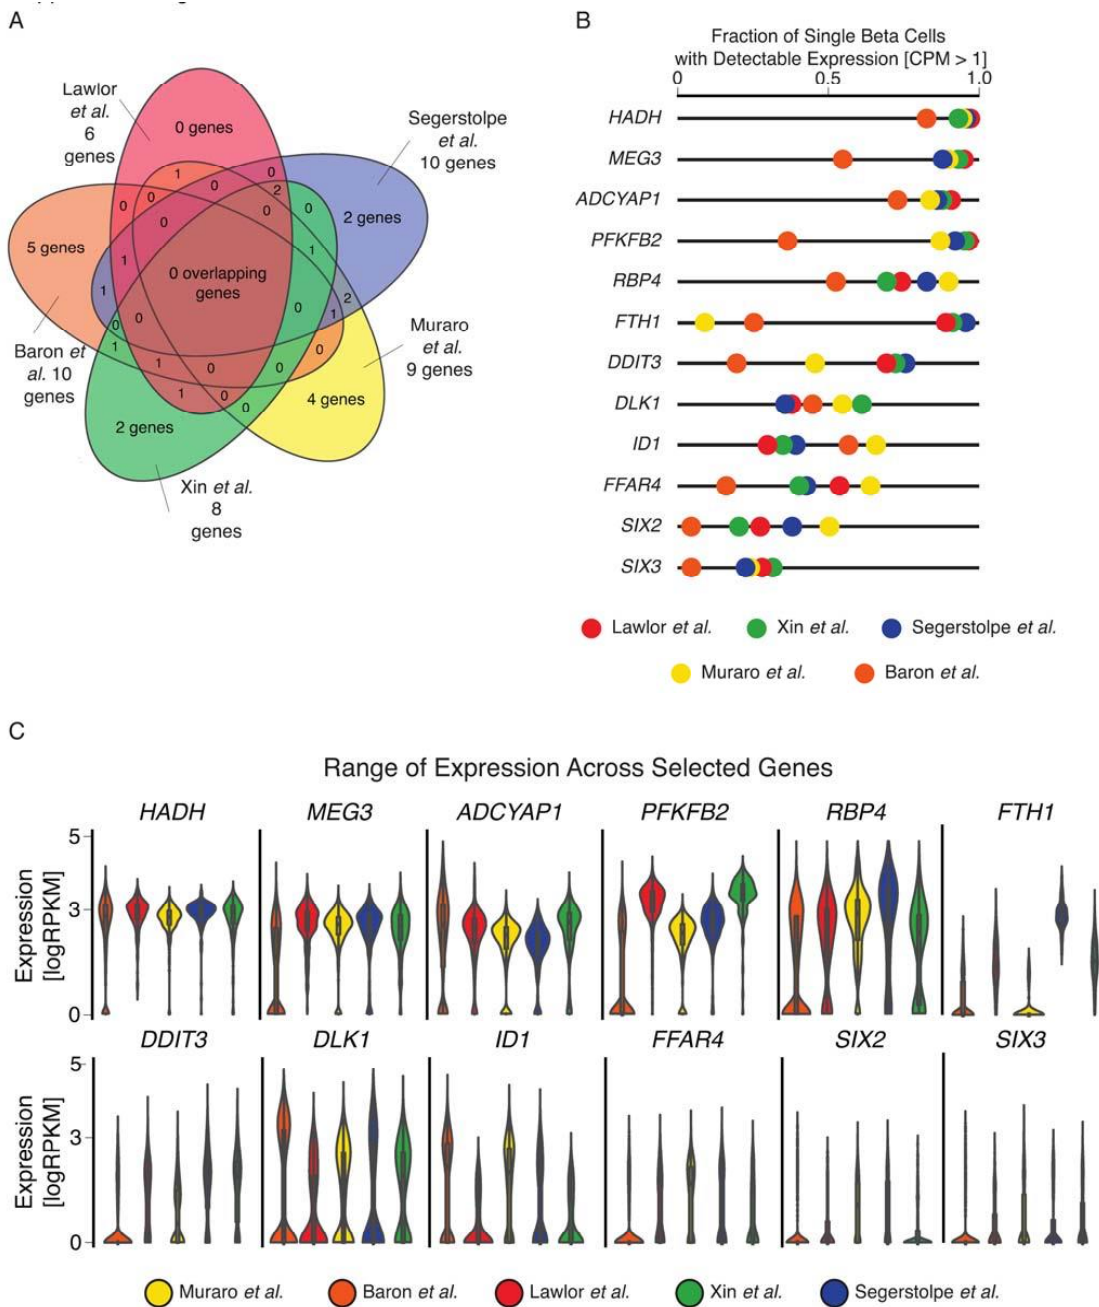 A
Lawlor
et al.
6
genes
0 genes
Segerstolpe
et al.
10 genes
1
0
0
2
0
0
0
0
0
2 genes
5 genes
1
1
0 overlapping
genes
1
0
2
1
Baron et
al. 10
genes
0
0
1
1
0
0
0
Muraro
et al.
9 genes
1
0
0
0
4 genes
2 genes
Xin et al.
8
genes
B
Fraction of Single Beta Cells
with Detectable Expression [CPM > 1]
0 0.5 1.0
HADH
MEG3
ADCYAP1
PFKFB2
RBP4
FTH1
DDIT3
DLK1
ID1
FFAR4
SIX2
SIX3
Lawlor et al. Xin et al. Segerstolpe et al.
Muraro et al. Baron et al.
C
Range of Expression Across Selected Genes
HADH MEG3 ADCYAP1 PFKFB2 RBP4 FTH1
5
3
0
Expression
[logRPKM]
DDIT3 DLK1 ID1 FFAR4 SIX2 SIX3
5
3
0
Expression
[logRPKM]
Muraro et al. Baron et al. Lawlor et al. Xin et al. Segerstolpe et al.